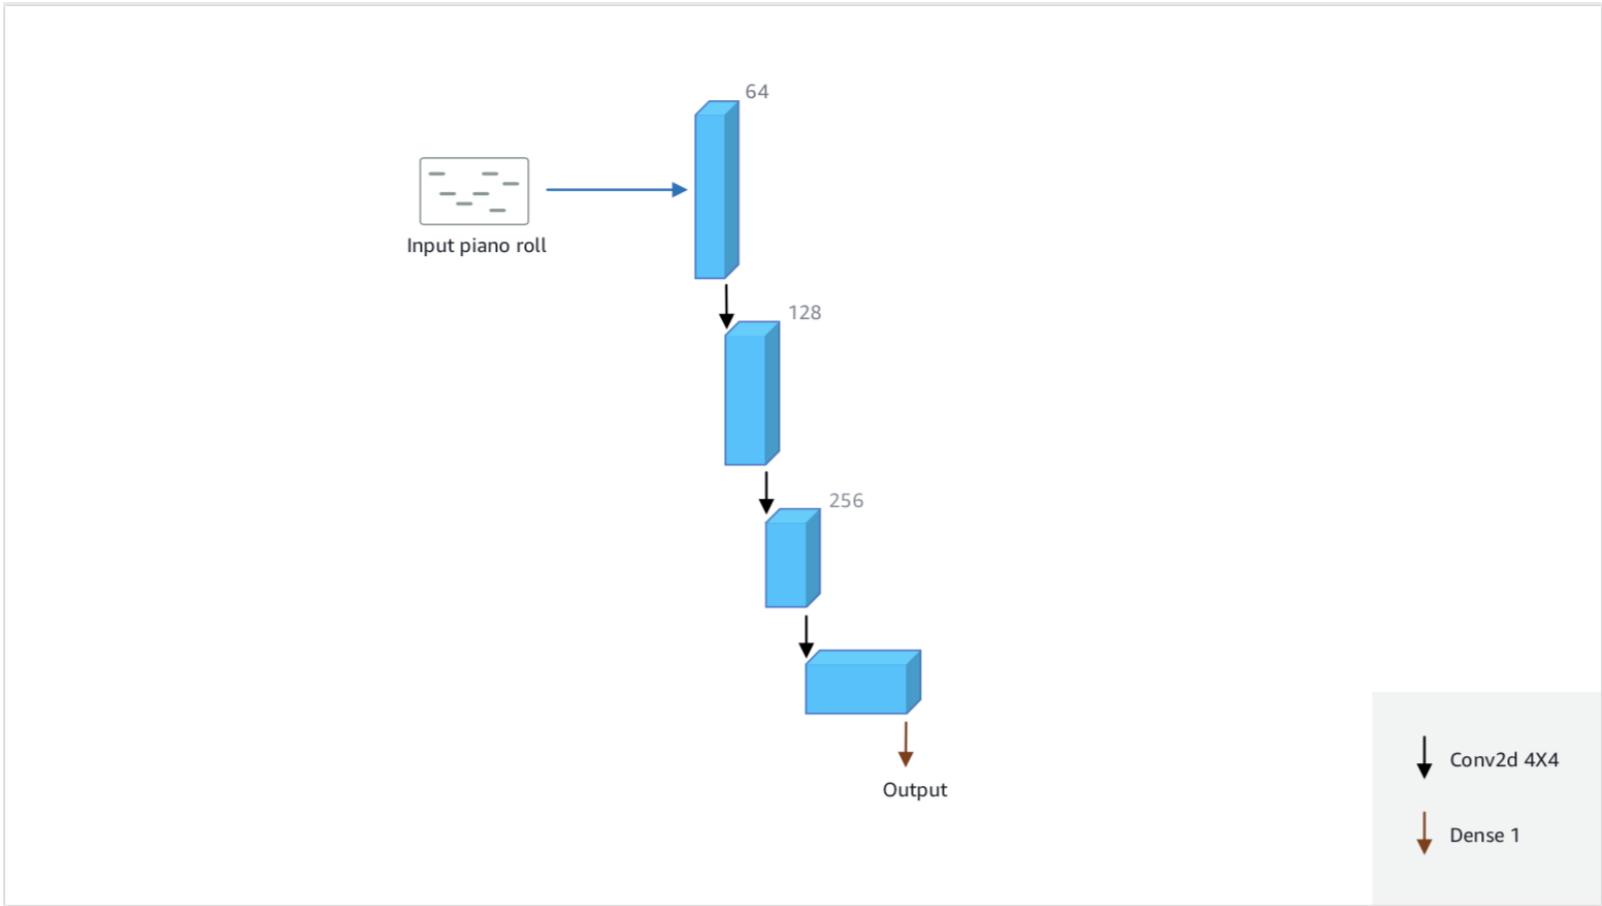 64
Input piano roll
128
256
Output
Conv2d 4X4
Dense 1